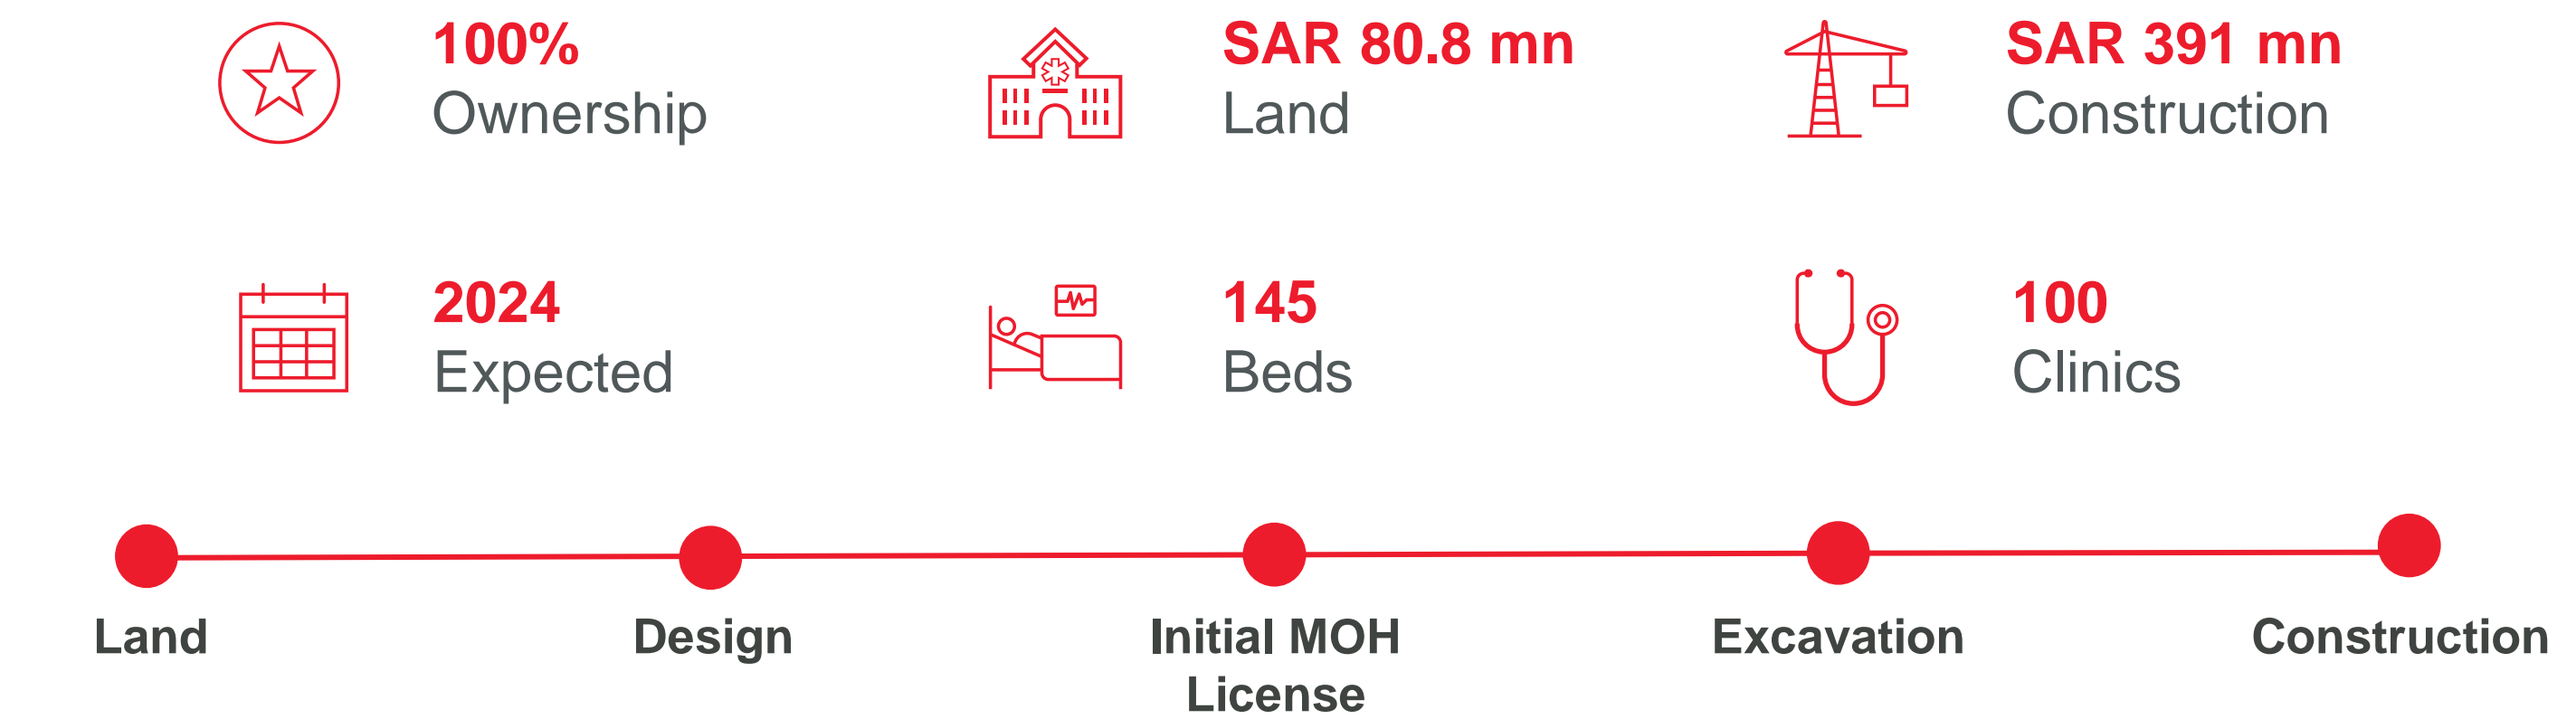 100%
Ownership
SAR 80.8 mn
Land
SAR 391 mn
Construction
2024
Expected
145
Beds
100
Clinics
Land
Design
Initial MOH
License
Excavation
Construction